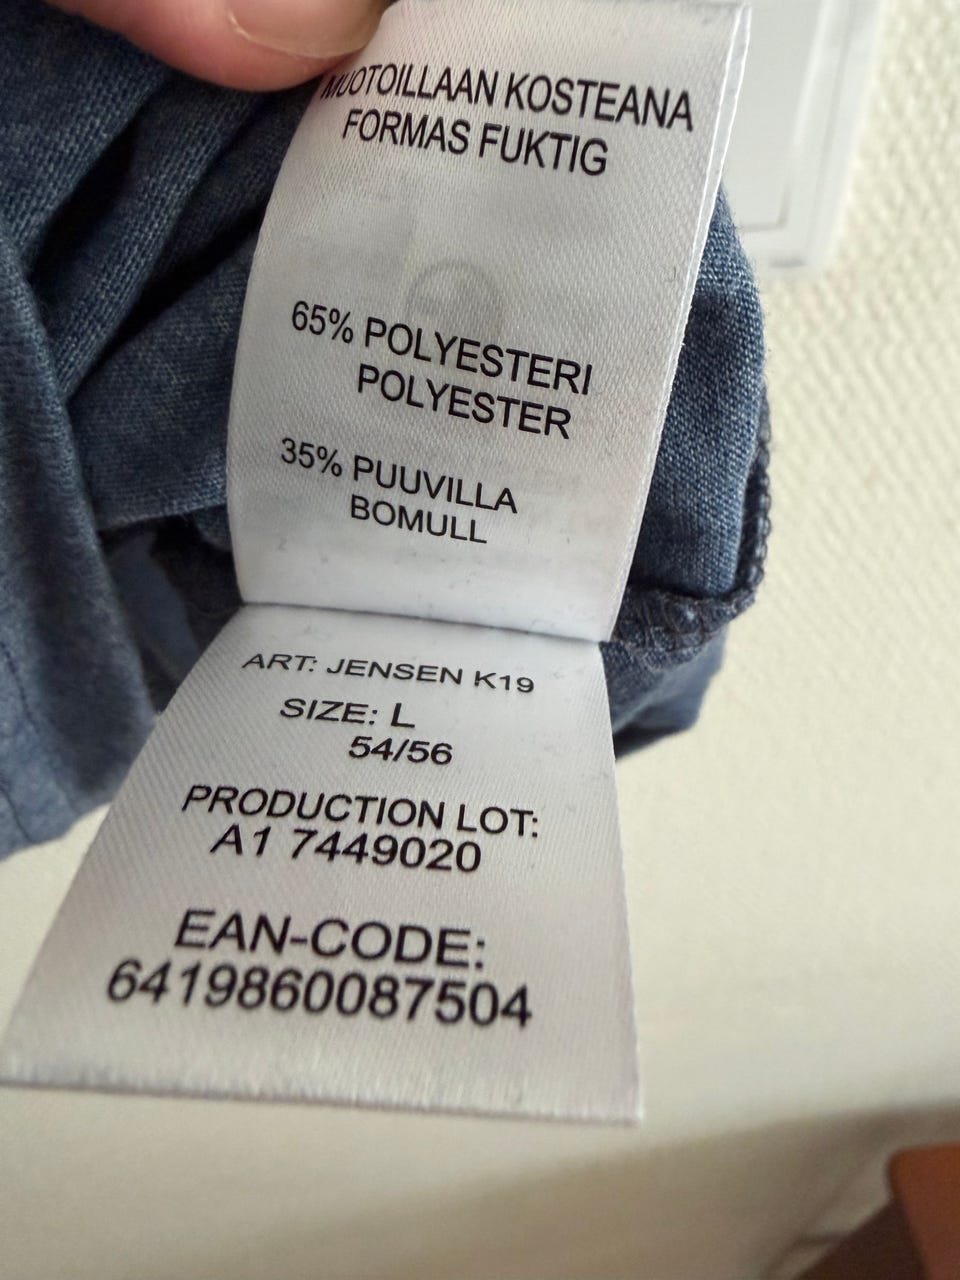 MUOTOILLAAN KOSTEANA
FORMAS FUKTIG
65% POLYESTERI
POLYESTER
35% PUUVILLA
BOMULL
ART: JENSEN K19
SIZE: L
54/56
PRODUCTION LOT:
A1 7449020
EAN-CODE:
6419860087504